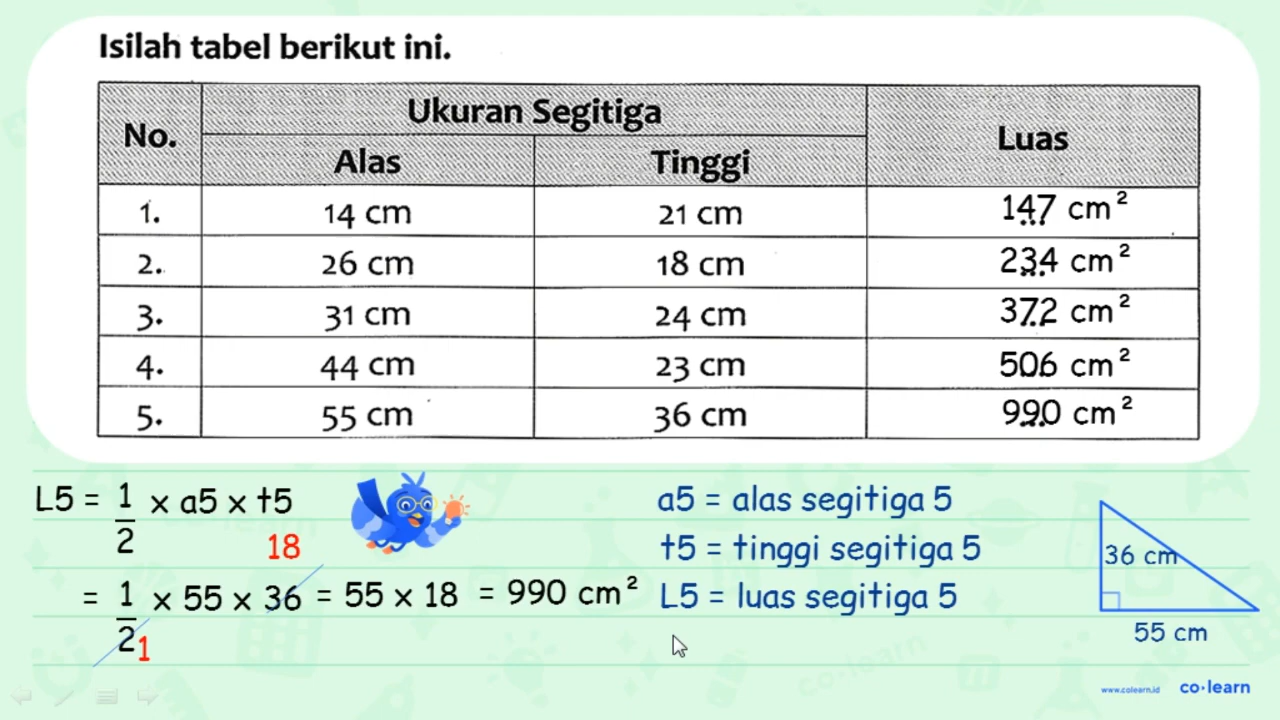 Isilah tabel berikut ini.
No. Ukuran Segitiga Luas
Alas Tinggi
1. 14 cm 21 cm 147 cm²
2. 26 cm 18 cm 234 cm²
3. 31 cm 24 cm 372 cm²
4. 44 cm 23 cm 506 cm²
5. 55 cm 36 cm 990 cm²
L5 = 1/2 x a5 x t5
18
= 1/2 x 55 x 36 = 55 x 18 = 990 cm²
1
a5 = alas segitiga 5
t5 = tinggi segitiga 5
L5 = luas segitiga 5
36 cm
55 cm
www.colearn.id co·learn